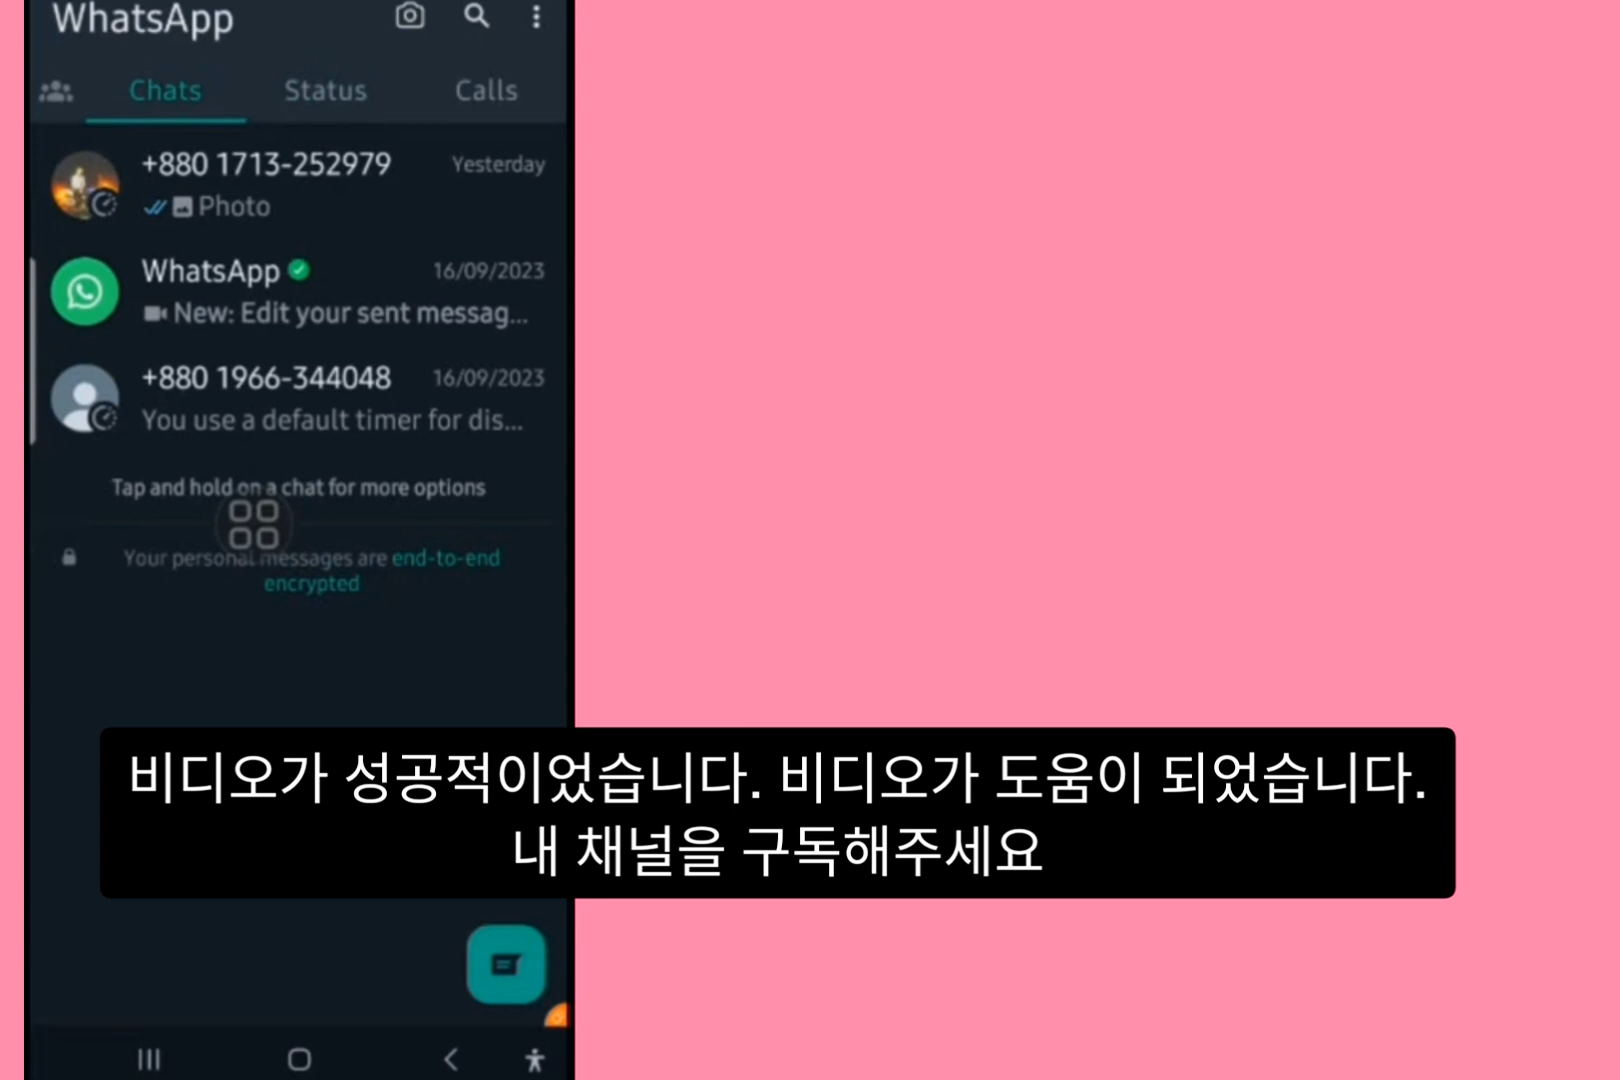 WhatsApp
Chats
Status
Calls
+880 1713-252979
Yesterday
Photo
WhatsApp
16/09/2023
New: Edit your sent messag...
+880 1966-344048
16/09/2023
You use a default timer for dis...
Tap and hold on a chat for more options
Your personal messages are end-to-end
encrypted
비디오가 성공적이었습니다. 비디오가 도움이 되었습니다.
내 채널을 구독해주세요